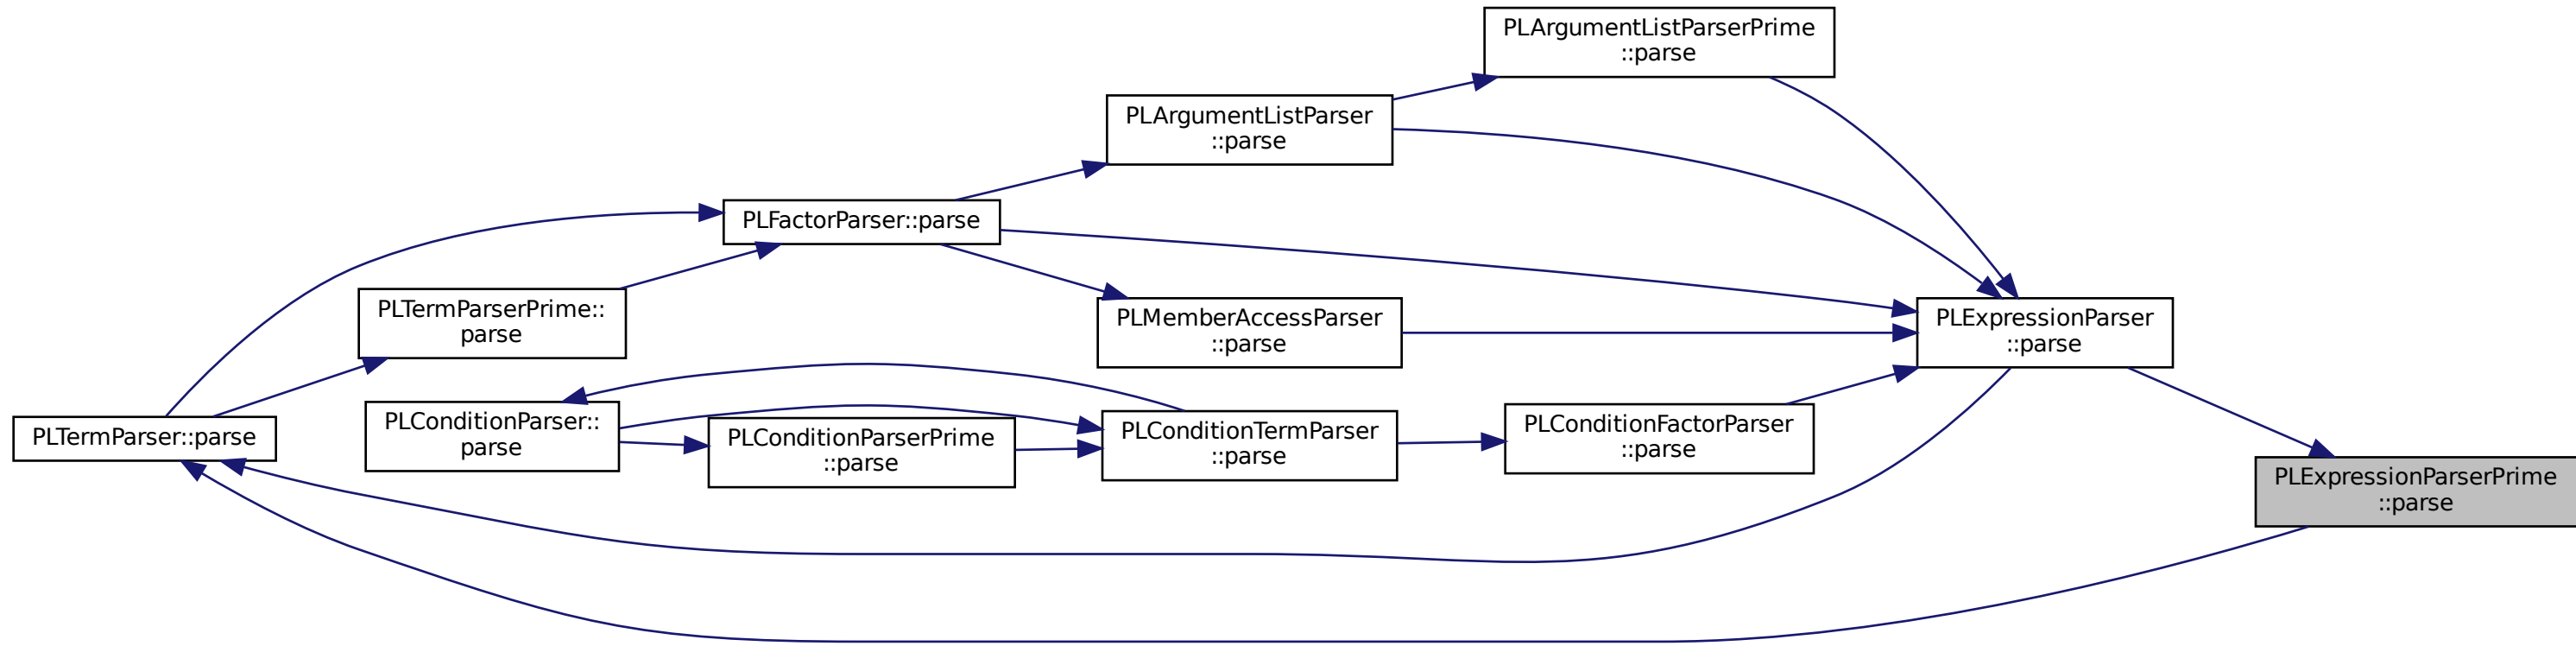 PLArgumentListParserPrime
::parse
PLArgumentListParser
::parse
PLFactorParser::parse
PLTermParserPrime::
parse
PLMemberAccessParser
::parse
PLExpressionParser
::parse
PLTermParser::parse
PLConditionParser::
parse
PLConditionParserPrime
::parse
PLConditionTermParser
::parse
PLConditionFactorParser
::parse
PLExpressionParserPrime
::parse